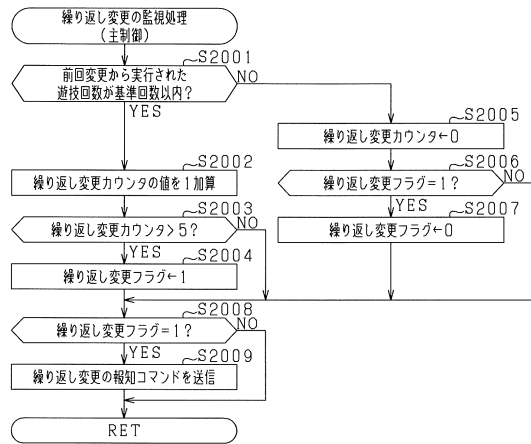 繰り返し変更の監視処理
(主制御)
S2001
前回変更から実行された
遊技回数が基準回数以内?
NO
YES
S2005
繰り返し変更カウンタ←0
S2002
繰り返し変更カウンタの値を1加算
S2006
繰り返し変更フラグ=1?
NO
YES
S2003
繰り返し変更カウンタ>5?
NO
YES
S2007
繰り返し変更フラグ←0
S2004
繰り返し変更フラグ←1
S2008
繰り返し変更フラグ=1?
NO
YES
S2009
繰り返し変更の報知コマンドを送信
RET